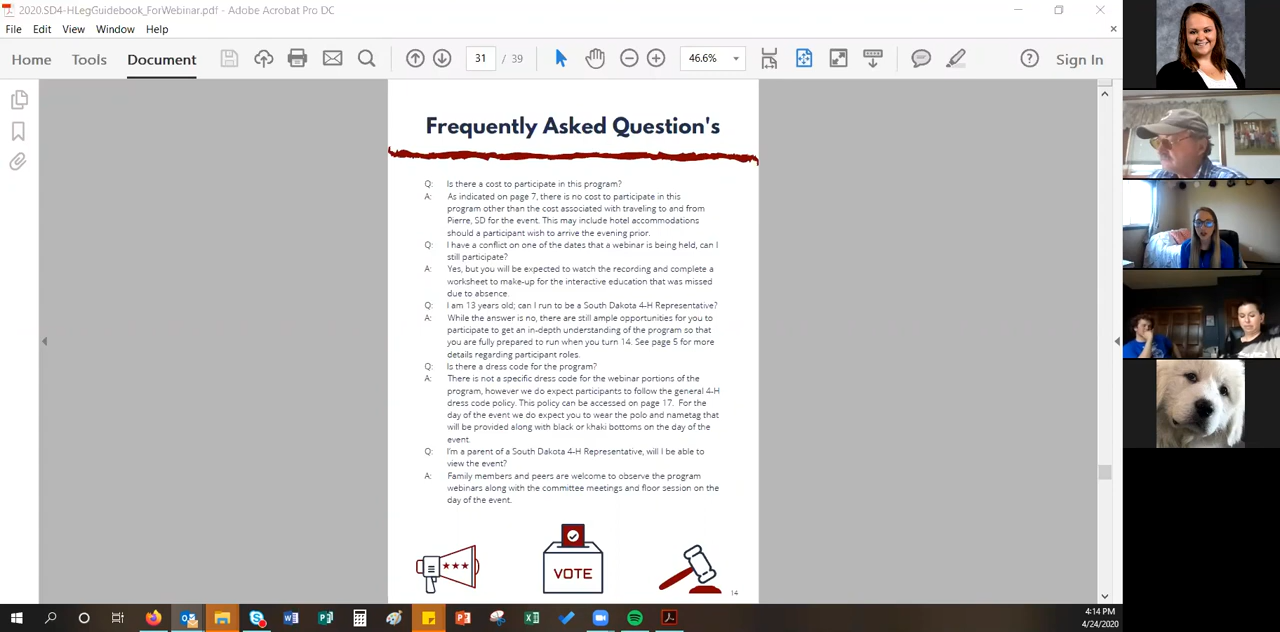 2020.SD4-HLegGuidebook_ForWebinar.pdf - Adobe Acrobat Pro DC
File Edit View Window Help
Home Tools Document 31 / 39 46.6% Sign In
Frequently Asked Question's
Q: Is there a cost to participate in this program?
A: As indicated on page 7, there is no cost to participate in this
program other than the cost associated with traveling to and from
Pierre, SD for the event. This may include hotel accommodations
should a participant wish to arrive the evening prior.
Q: I have a conflict on one of the dates that a webinar is being held, can I
still participate?
A: Yes, but you will be expected to watch the recording and complete a
worksheet to make-up for the interactive education that was missed
due to absence.
Q: I am 13 years old; can I run to be a South Dakota 4-H Representative?
A: While the answer is no, there are still ample opportunities for you to
participate to get an in-depth understanding of the program so that
you are fully prepared to run when you turn 14. See page 5 for more
details regarding participant roles.
Q: Is there a dress code for the program?
A: There is not a specific dress code for the webinar portions of the
program, however we do expect participants to follow the general 4-H
dress code policy. This policy can be accessed on page 17. For the
day of the event we do expect you to wear the polo and nametag that
will be provided along with black or khaki bottoms on the day of the
event.
Q: I'm a parent of a South Dakota 4-H Representative, will I be able to
view the event?
A: Family members and peers are welcome to observe the program
webinars along with the committee meetings and floor session on the
day of the event.
VOTE
14
4:14 PM
4/24/2020